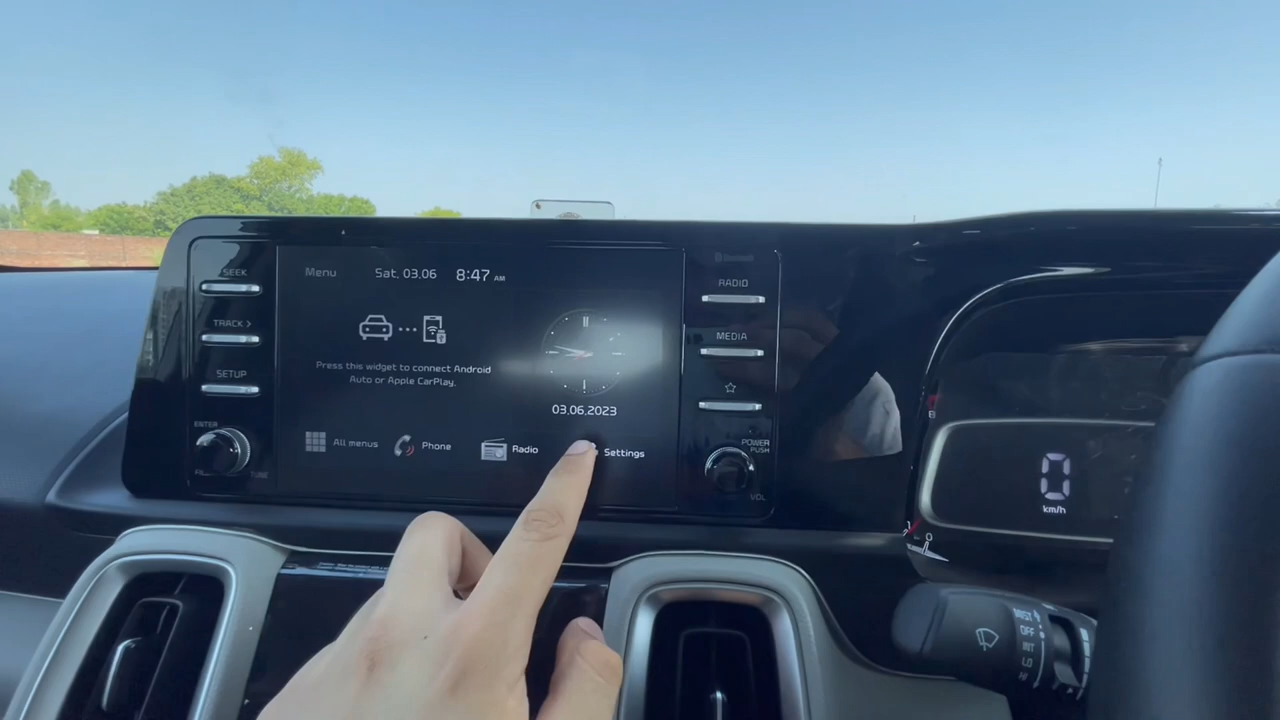 SEEK
TRACK >
SETUP
ENTER
TUNE
Menu
Sat, 03.06
8:47 AM
Press this widget to connect Android
Auto or Apple CarPlay.
03.06.2023
All menus
Phone
Radio
Settings
RADIO
MEDIA
POWER
PUSH
VOL
0
km/h
MIST
OFF
INT
LO
HI